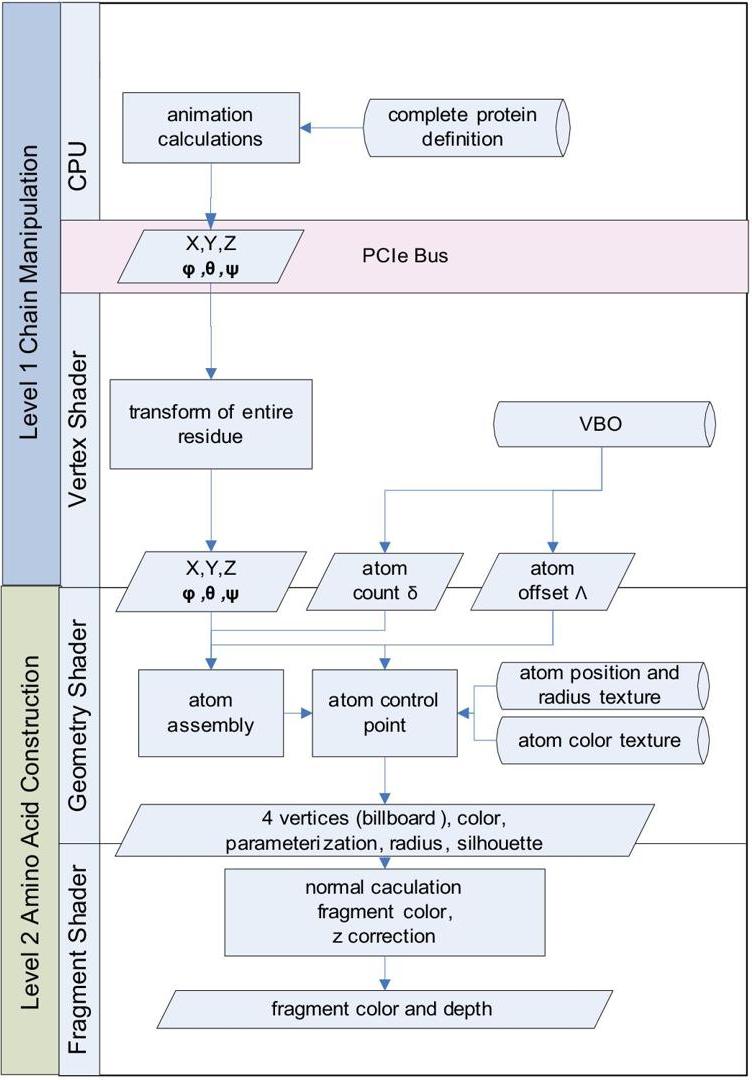 Level 1 Chain Manipulation
CPU
animation
calculations
complete protein
definition
X,Y,Z
φ ,θ ,ψ
PCIe Bus
Vertex Shader
transform of entire
residue
VBO
X,Y,Z
φ ,θ ,ψ
atom
count δ
atom
offset Λ
Level 2 Amino Acid Construction
Geometry Shader
atom
assembly
atom control
point
atom position and
radius texture
atom color texture
4 vertices (billboard ), color,
parameterization, radius, silhouette
Fragment Shader
normal caculation
fragment color,
z correction
fragment color and depth